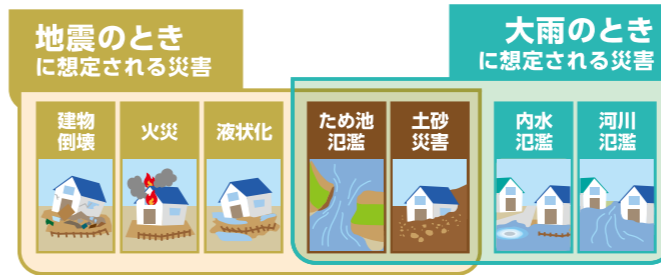 地震のとき
に想定される災害
大雨のとき
に想定される災害
建物
倒壊
火災
液状化
ため池
氾濫
土砂
災害
内水
氾濫
河川
氾濫